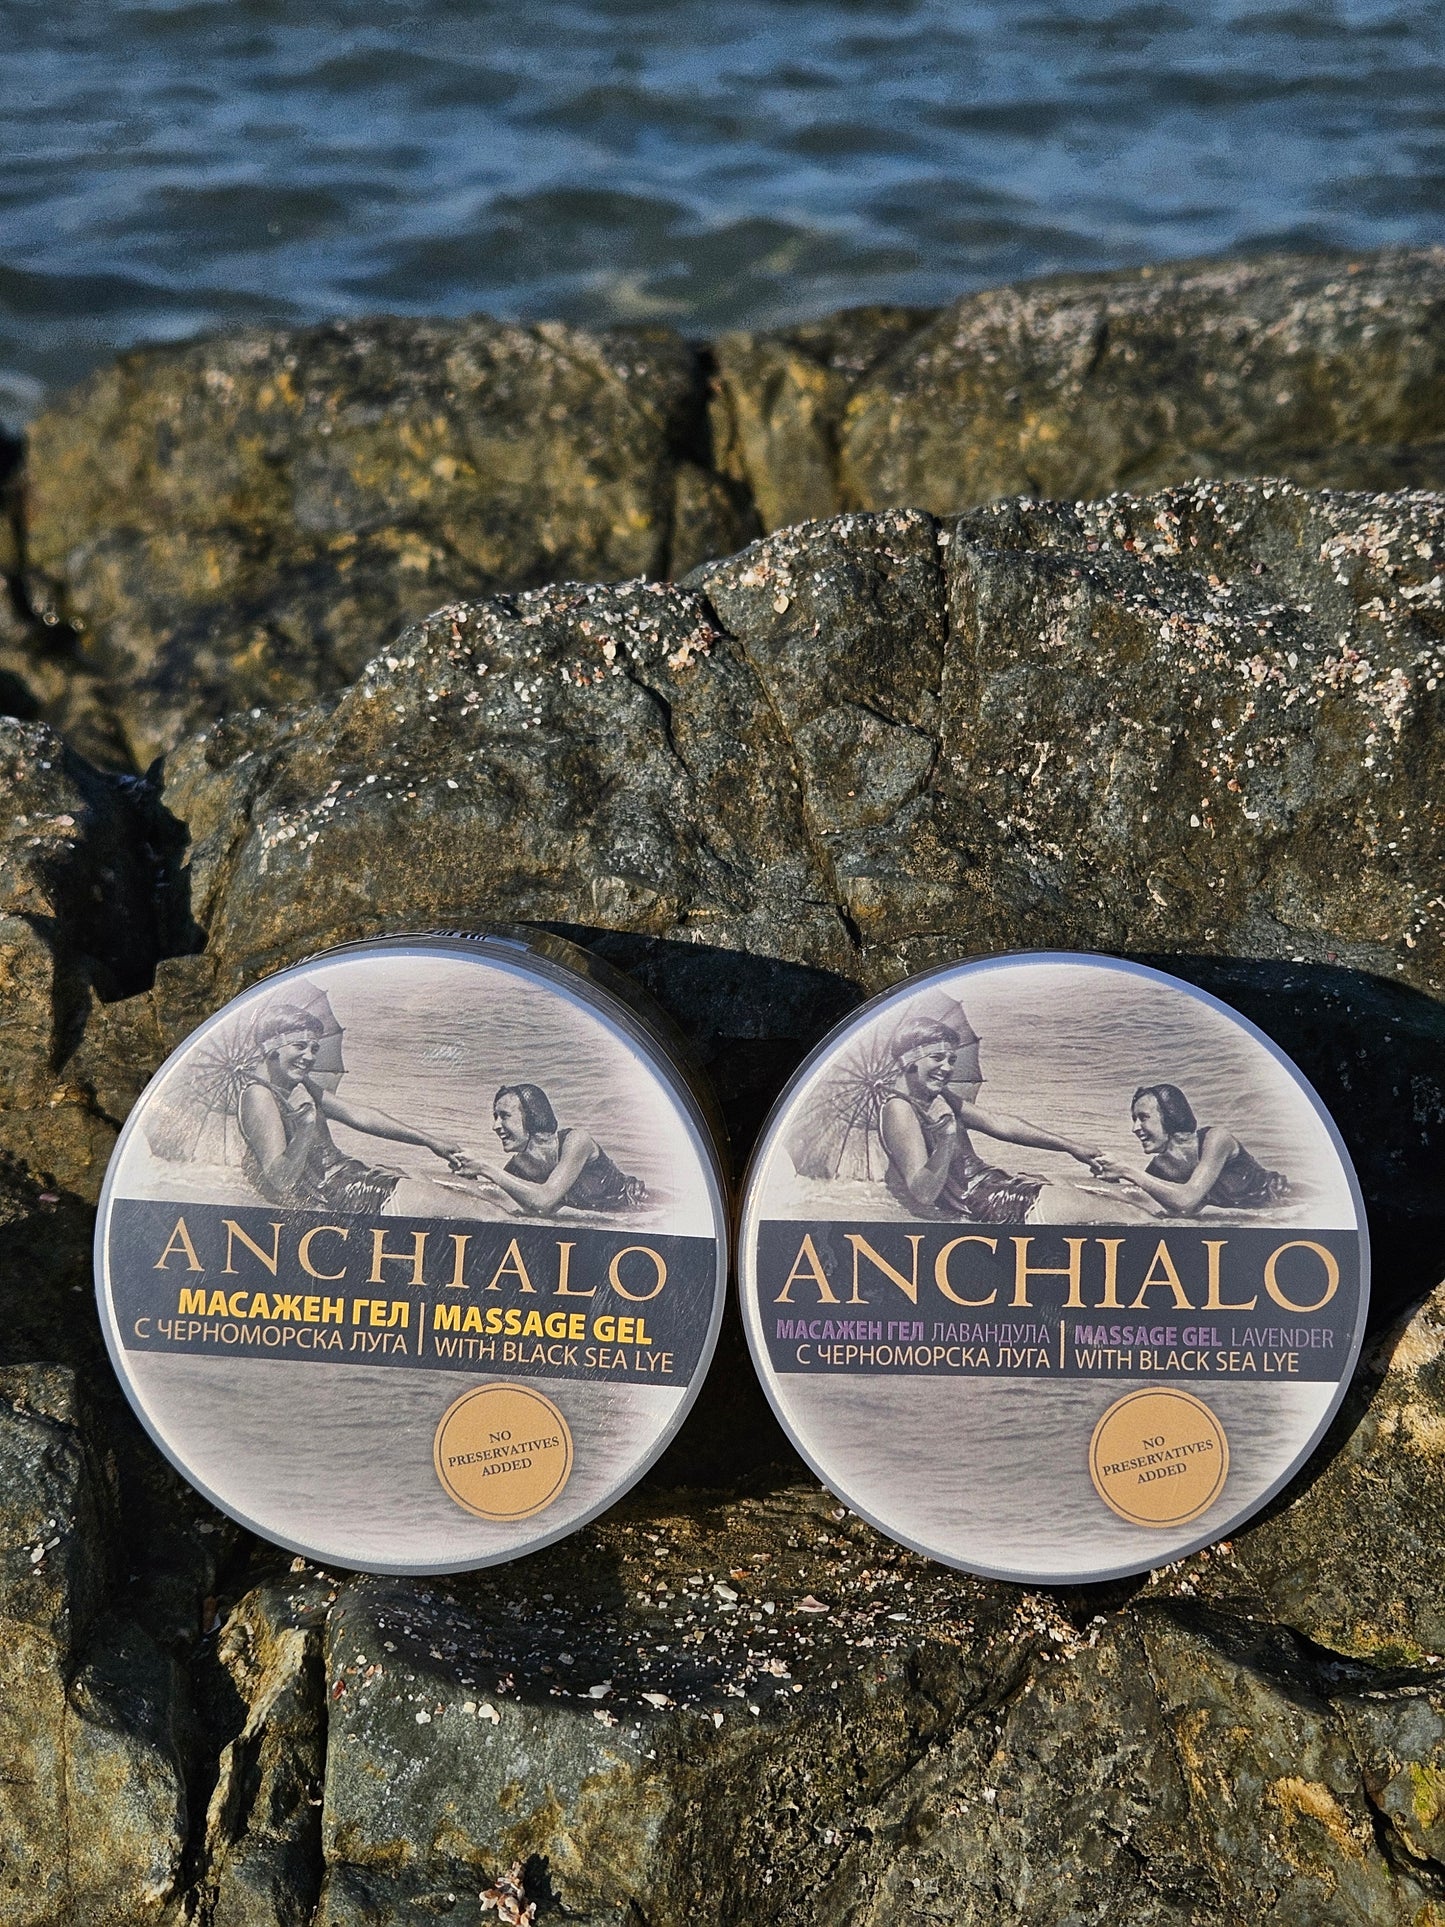 ANCHIALO
МАСАЖЕН ГЕЛ | MASSAGE GEL
С ЧЕРНОМОРСКА ЛУГА | WITH BLACK SEA LYE
NO
PRESERVATIVES
ADDED
ANCHIALO
МАСАЖЕН ГЕЛ ЛАВАНДУЛА | MASSAGE GEL LAVENDER
С ЧЕРНОМОРСКА ЛУГА | WITH BLACK SEA LYE
NO
PRESERVATIVES
ADDED